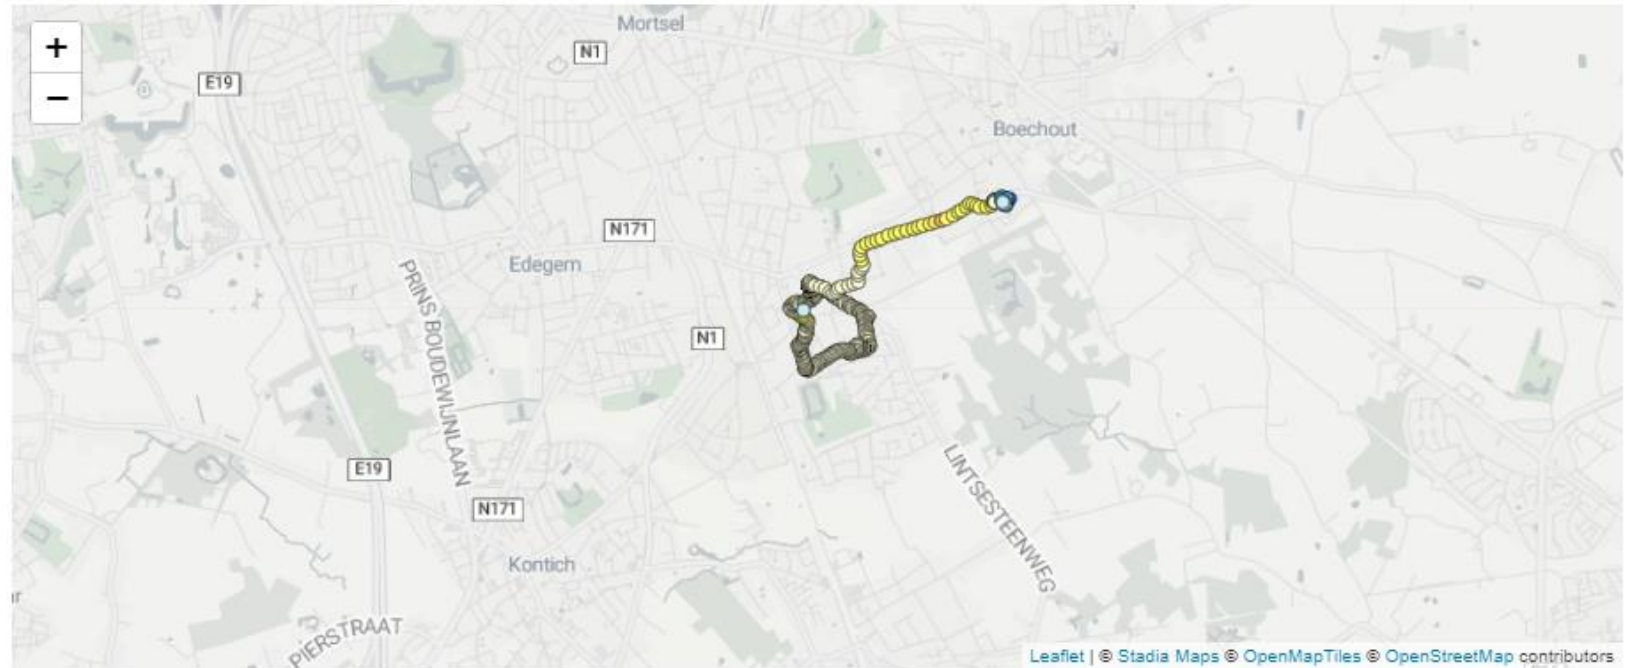 Mortsel
+
N1
E19
−
Boechout
N171
Edegem
PRINS BOUDEWIJNLAAN
N1
E19
LINTSESTEENWEG
N171
Kontich
PIERSTRAAT
Leaflet | © Stadia Maps © OpenMapTiles © OpenStreetMap contributors